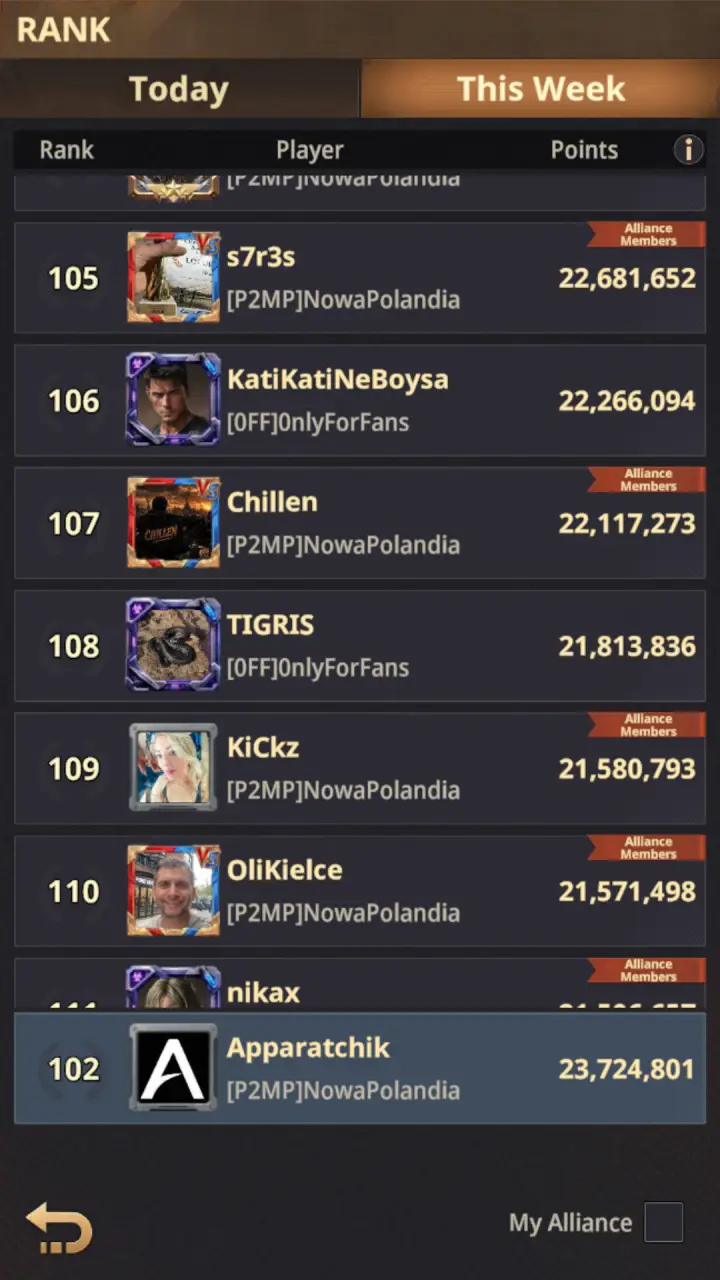 RANK
Today
This Week
Rank
Player
Points
i
[P2MP]NowaPolandia
Alliance
Members
105
s7r3s
[P2MP]NowaPolandia
22,681,652
106
KatiKatiNeBoysa
[0FF]0nlyForFans
22,266,094
Alliance
Members
107
CHILLEN
Chillen
[P2MP]NowaPolandia
22,117,273
108
TIGRIS
[0FF]0nlyForFans
21,813,836
Alliance
Members
109
KiCkz
[P2MP]NowaPolandia
21,580,793
Alliance
Members
110
OliKielce
[P2MP]NowaPolandia
21,571,498
Alliance
Members
nikax
102
A
Apparatchik
[P2MP]NowaPolandia
23,724,801
My Alliance